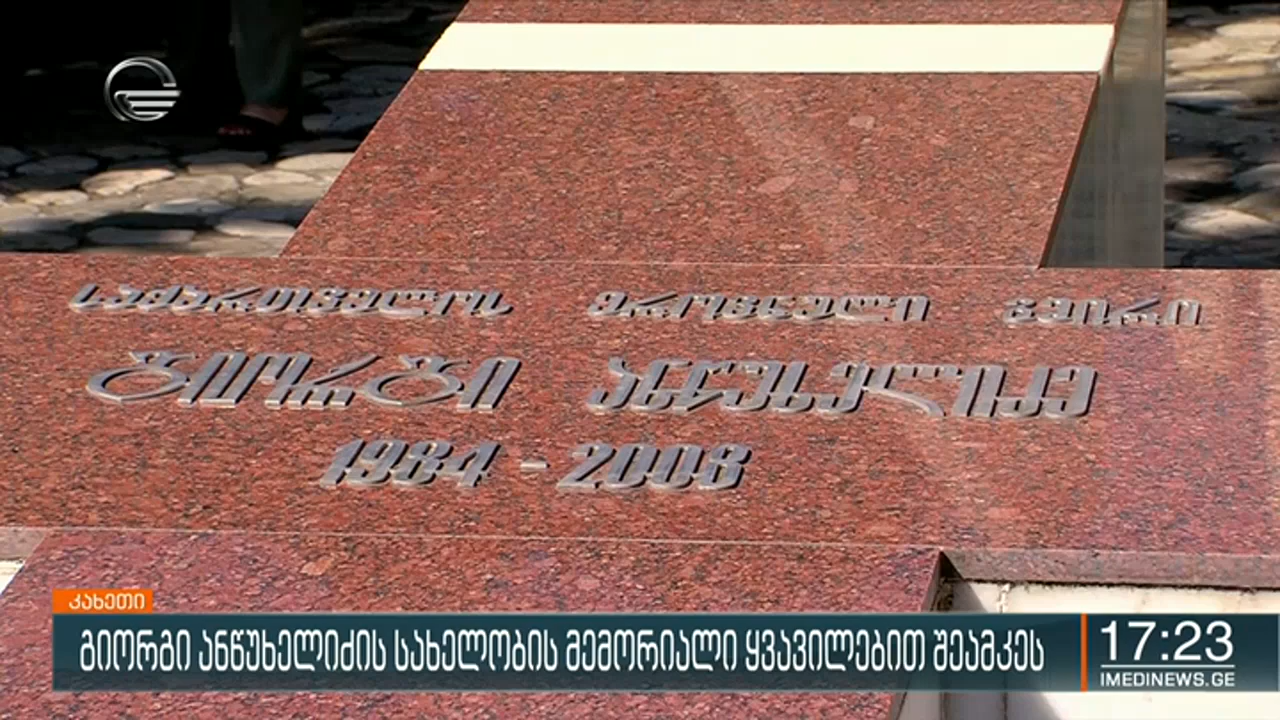 საქართველოს ეროვნული გმირი
გიორგი ანწუხელიძე
1984 - 2008
კახეთი
გიორგი ანწუხელიძის სახელობის მემორიალი ყვავილებით შეამკეს
17:23
IMEDINEWS.GE